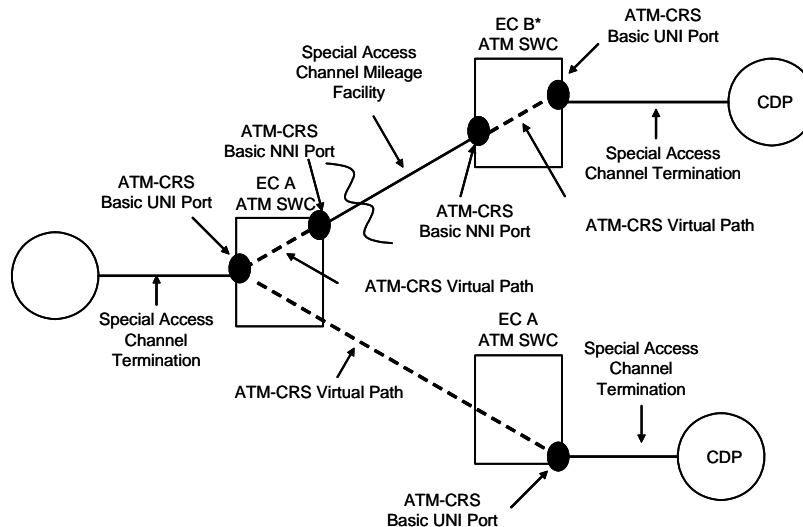 EC B*
ATM SWC
ATM-CRS
Basic UNI Port
Special Access
Channel Mileage
Facility
CDP
ATM-CRS
Basic NNI Port
Special Access
Channel Termination
ATM-CRS
Basic UNI Port
EC A
ATM SWC
ATM-CRS
Basic NNI Port
ATM-CRS Virtual Path
ATM-CRS Virtual Path
Special Access
Channel
Termination
EC A
ATM SWC
Special Access
Channel
Termination
ATM-CRS Virtual Path
CDP
ATM-CRS
Basic UNI Port